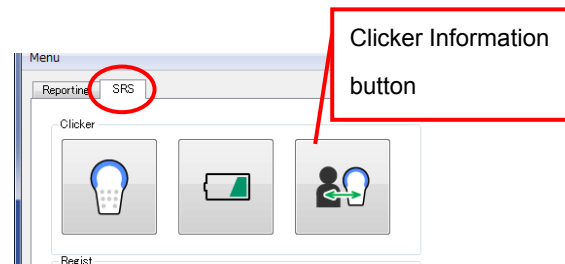 Clicker Information
button
Menu
Reporting
SRS
Clicker
Regist